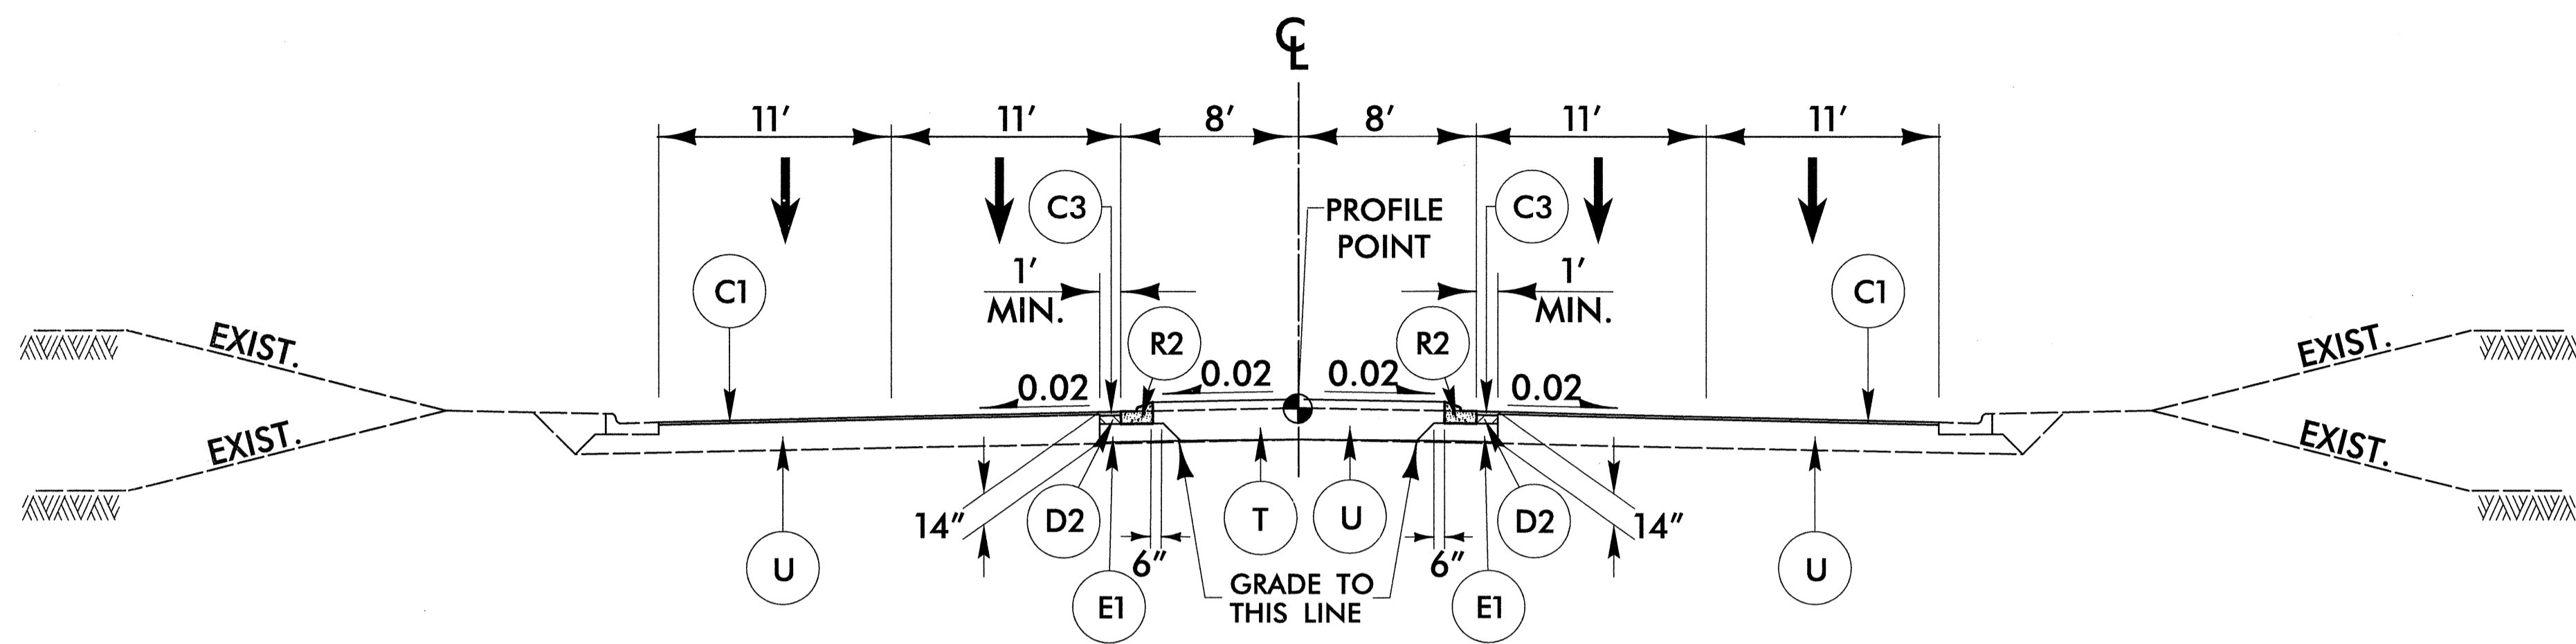 ℄
11' 11' 8' 8' 11' 11'
C3 C3
PROFILE
POINT
1' 1'
MIN. MIN.
C1 C1
R2 R2
EXIST. EXIST.
0.02 0.02 0.02 0.02
EXIST. EXIST.
14" D2 T U D2 14"
6" 6"
U U
GRADE TO
THIS LINE
E1 E1